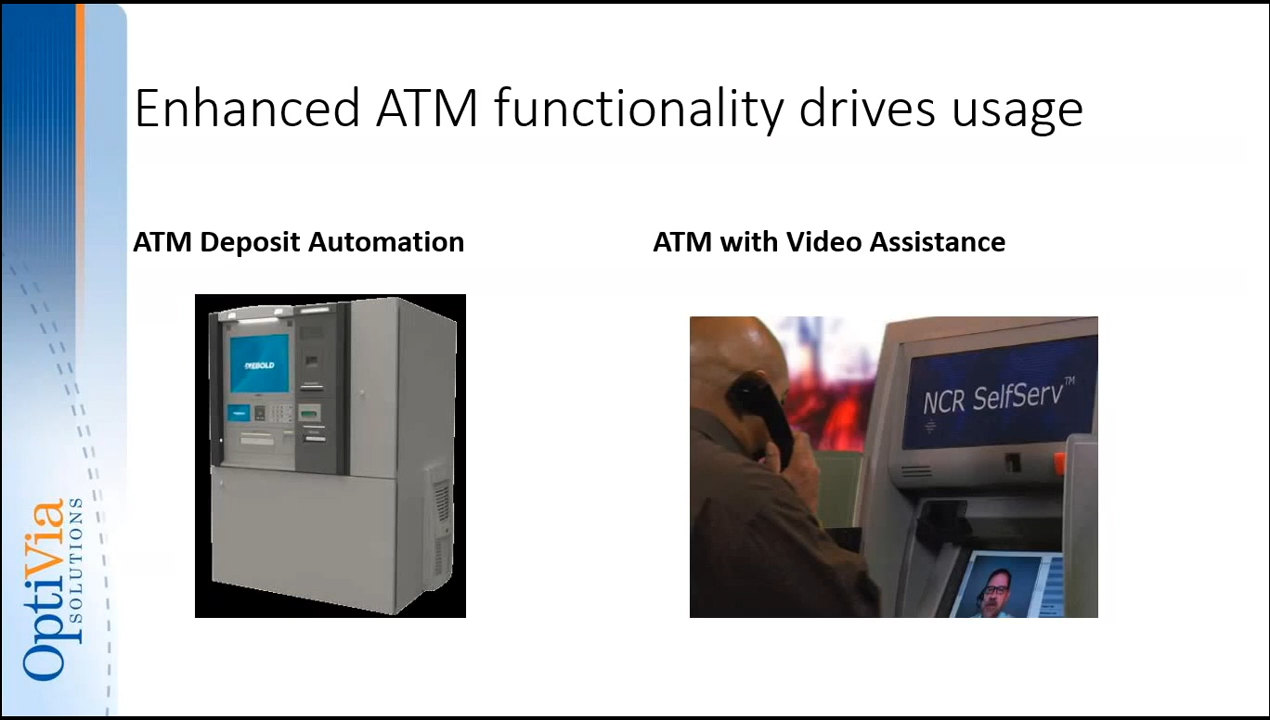 Enhanced ATM functionality drives usage
ATM Deposit Automation
ATM with Video Assistance
DIEBOLD
NCR SelfServ™
OptiVia
SOLUTIONS